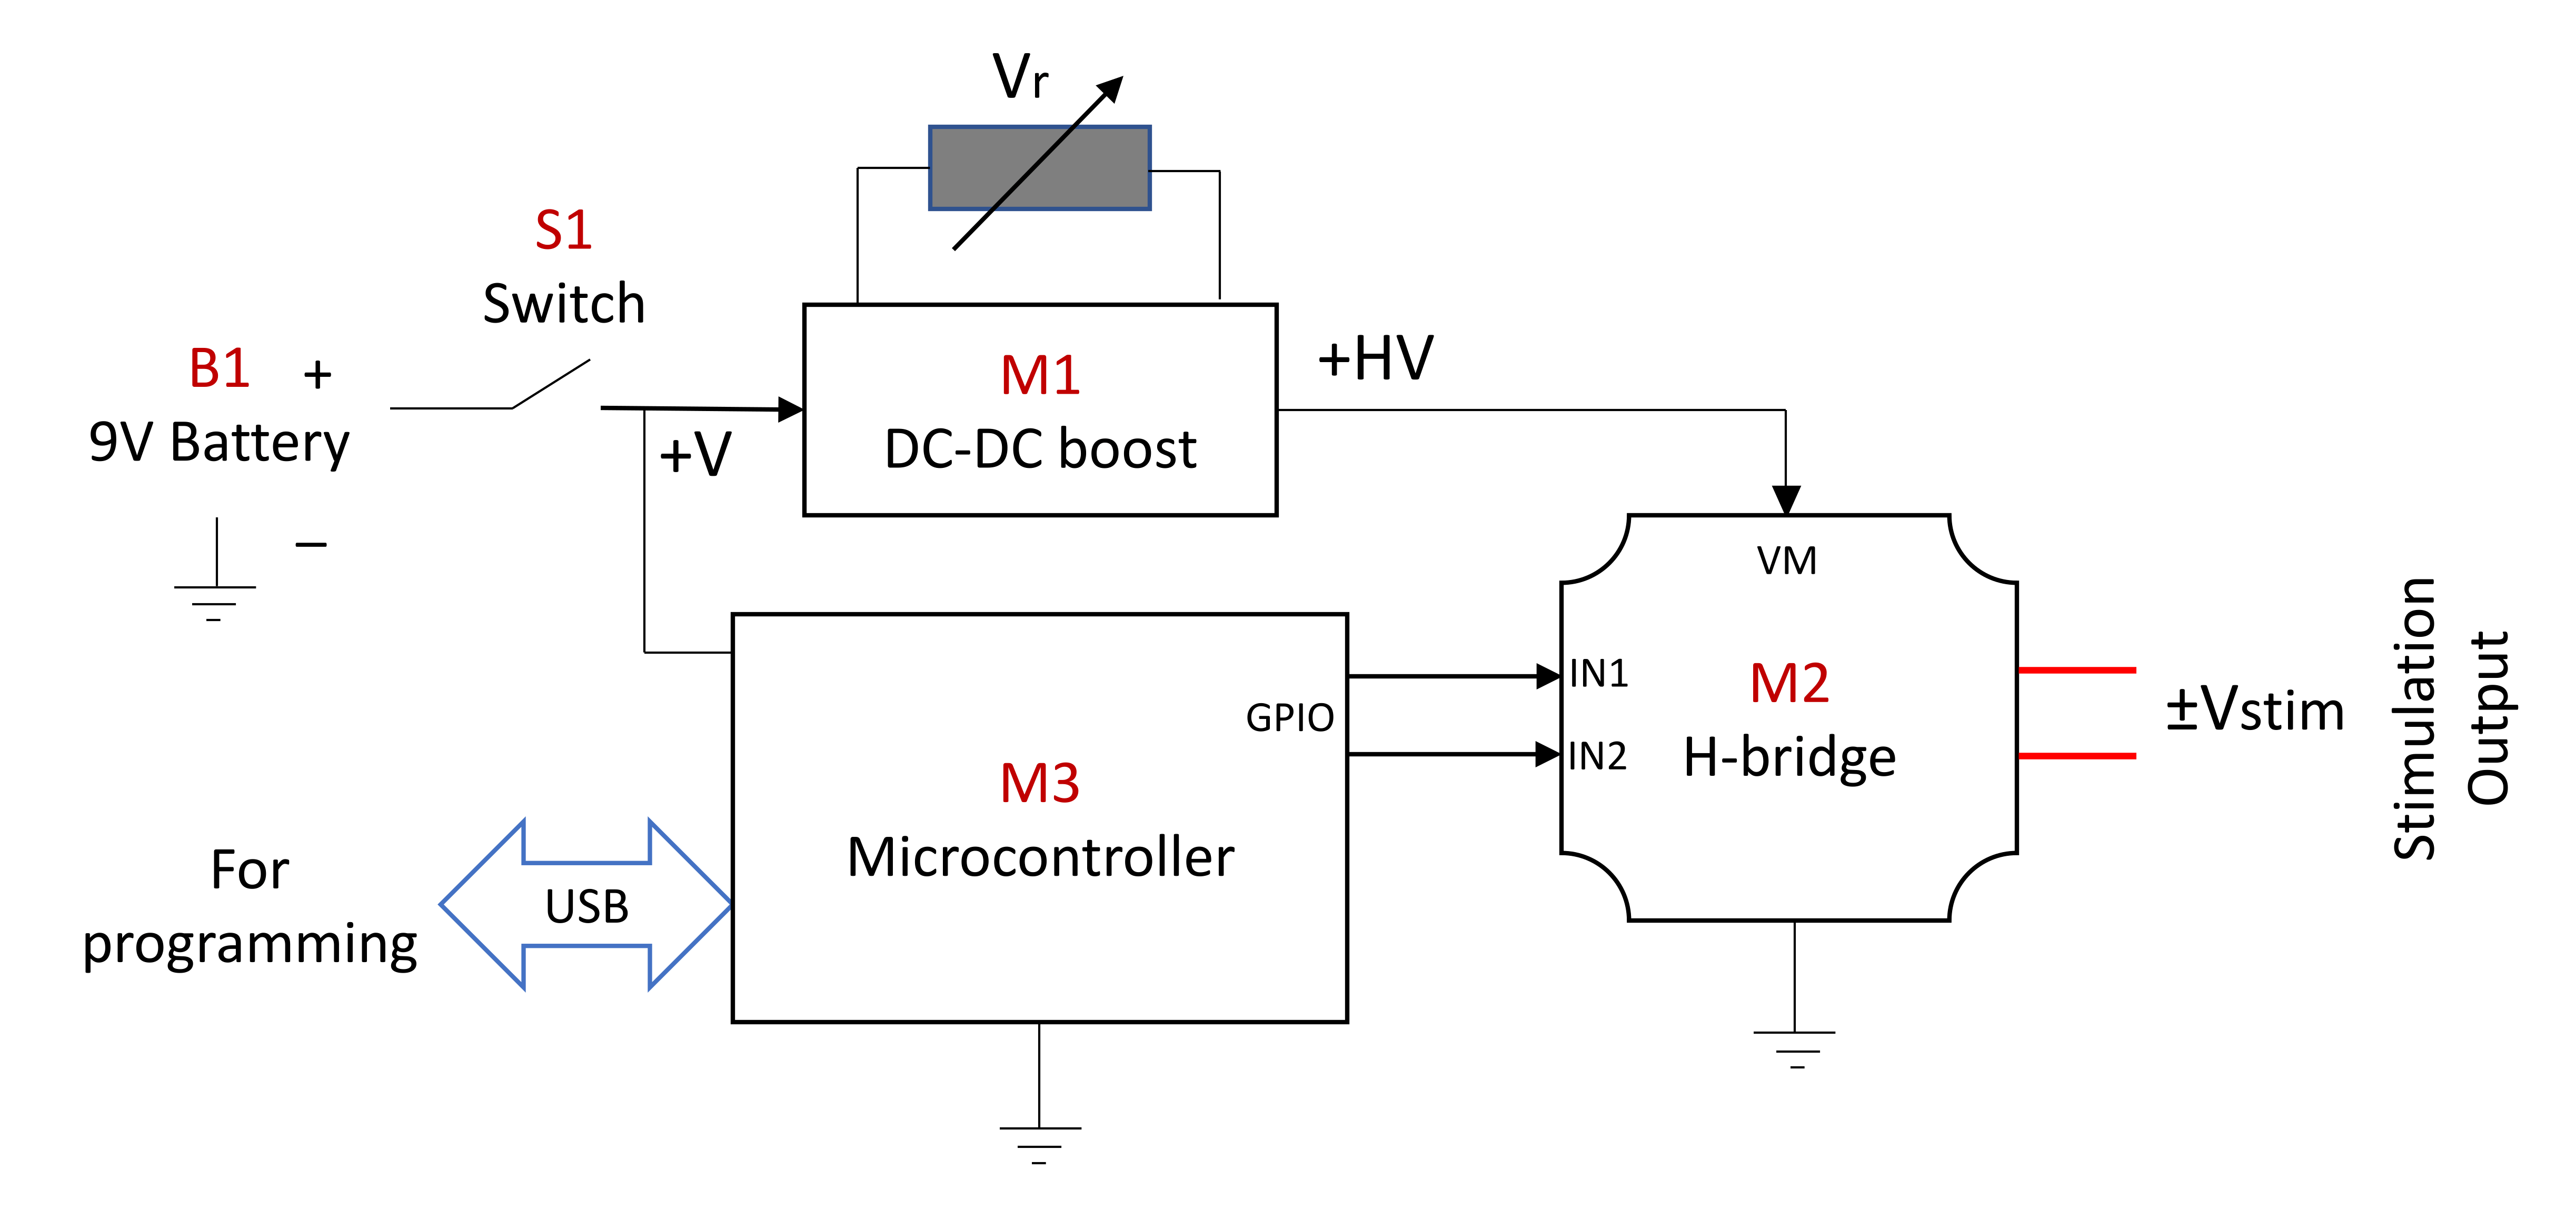 Vr
S1
Switch
B1 +
9V Battery
–
+V
M1
DC-DC boost
+HV
VM
IN1
IN2
M2
H-bridge
GPIO
M3
Microcontroller
For
programming
USB
±Vstim
Stimulation
Output